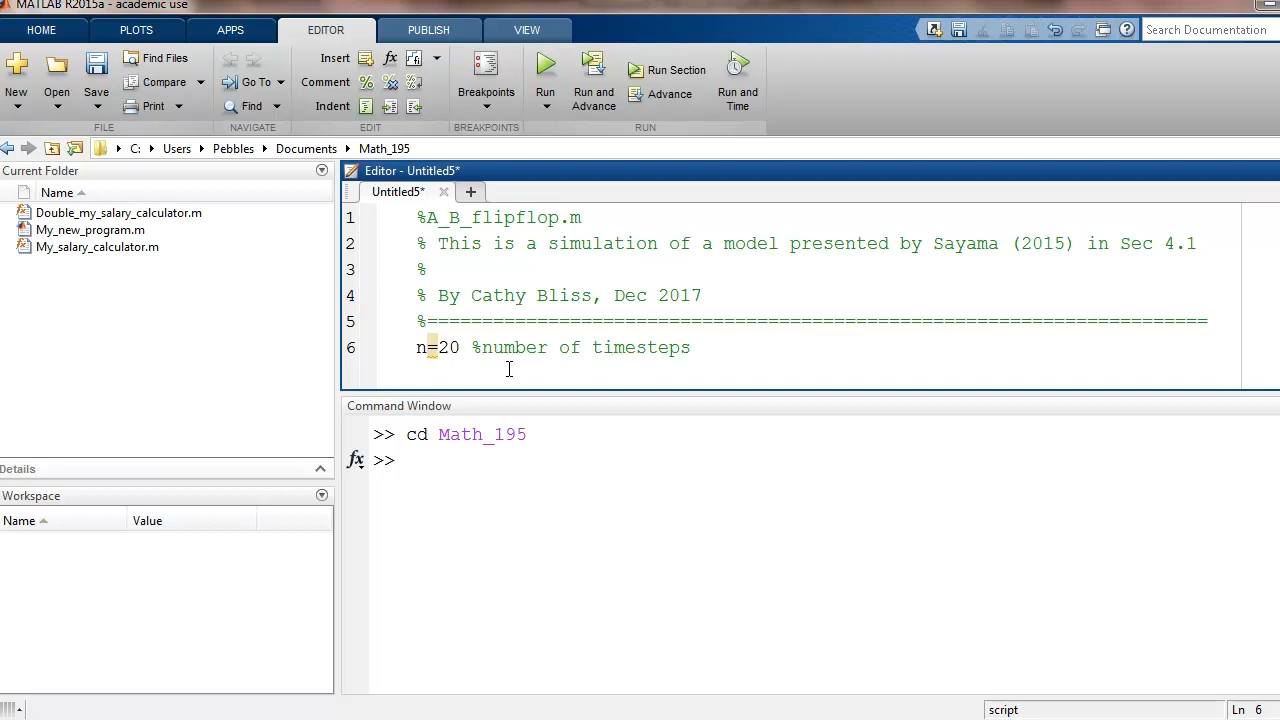 MATLAB R2015a - academic use
HOME PLOTS APPS EDITOR PUBLISH VIEW Search Documentation
New Open Save Find Files Compare Print Go To Find Insert fx Comment Indent Breakpoints Run Run and Advance Run Section Advance Run and Time
FILE NAVIGATE EDIT BREAKPOINTS RUN
C: Users Pebbles Documents Math_195
Current Folder
Name
Double_my_salary_calculator.m
My_new_program.m
My_salary_calculator.m
Details
Workspace
Name Value
Editor - Untitled5*
Untitled5* +
1 %A_B_flipflop.m
2 % This is a simulation of a model presented by Sayama (2015) in Sec 4.1
3 %
4 % By Cathy Bliss, Dec 2017
5 %=======================================================================
6 n=20 %number of timesteps
Command Window
>> cd Math_195
fx >>
script Ln 6